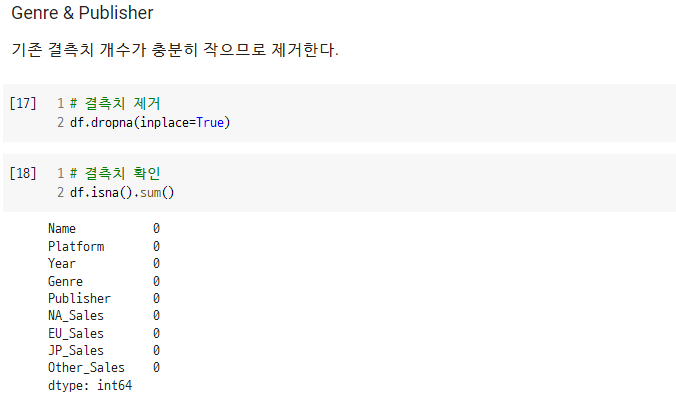 Genre & Publisher
기존 결측치 개수가 충분히 작으므로 제거한다.
[17] 1 # 결측치 제거
2 df.dropna(inplace=True)
[18] 1 # 결측치 확인
2 df.isna().sum()
Name 0
Platform 0
Year 0
Genre 0
Publisher 0
NA_Sales 0
EU_Sales 0
JP_Sales 0
Other_Sales 0
dtype: int64